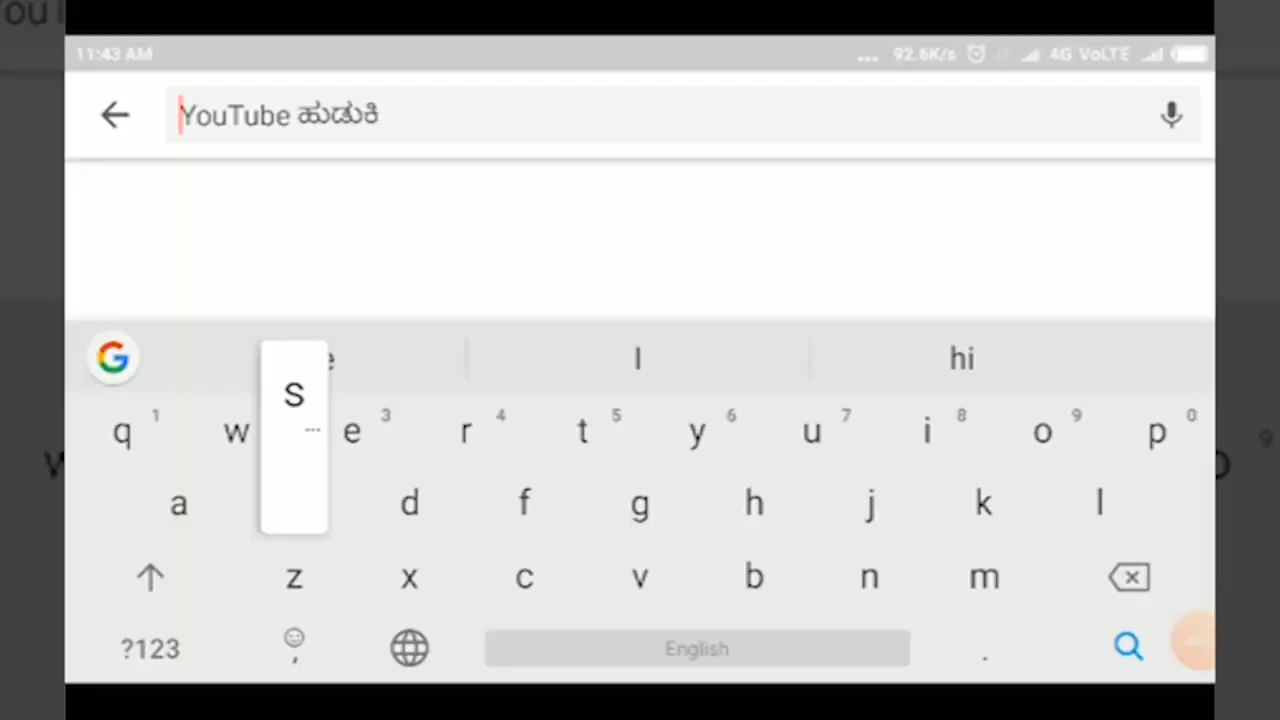 11:43 AM ... 92.6K/s 4G VoLTE
YouTube ಹುಡುಕಿ
I hi
S
q 1 w e 3 r 4 t 5 y 6 u 7 i 8 o 9 p 0
a d f g h j k l
z x c v b n m
?123 , English .